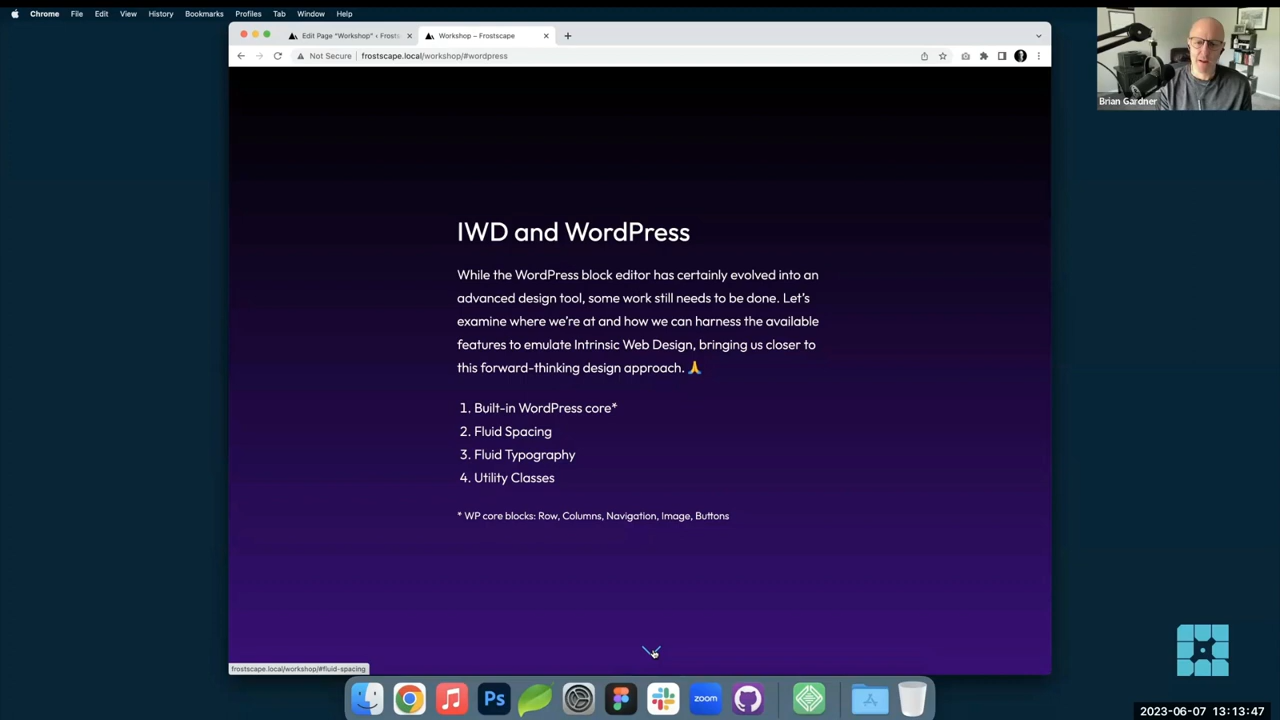 Chrome File Edit View History Bookmarks Profiles Tab Window Help
Edit Page "Workshop" ‹ Frosts
Workshop – Frostscape
Not Secure frostscape.local/workshop/#wordpress
Brian Gardner
IWD and WordPress
While the WordPress block editor has certainly evolved into an
advanced design tool, some work still needs to be done. Let's
examine where we're at and how we can harness the available
features to emulate Intrinsic Web Design, bringing us closer to
this forward-thinking design approach. 🙏
1. Built-in WordPress core*
2. Fluid Spacing
3. Fluid Typography
4. Utility Classes
* WP core blocks: Row, Columns, Navigation, Image, Buttons
frostscape.local/workshop/#fluid-spacing
Ps
zoom
2023-06-07 13:13:47